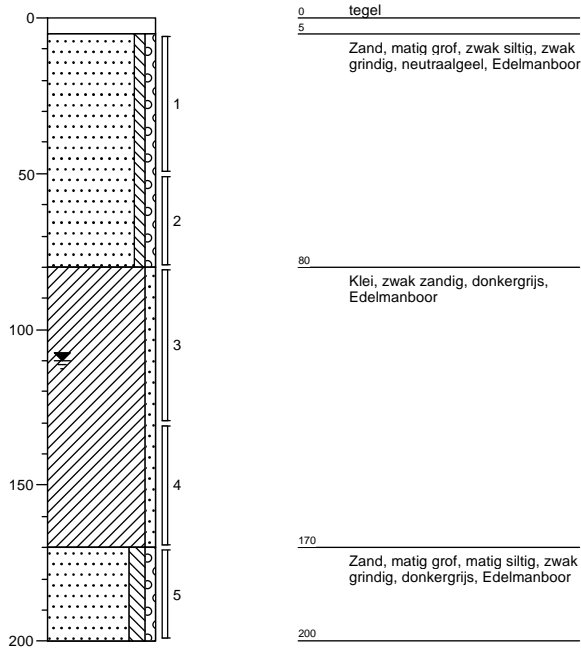 0
50
100
150
200
1
2
3
4
5
0 tegel
5
Zand, matig grof, zwak siltig, zwak
grindig, neutraalgeel, Edelmanboor
80
Klei, zwak zandig, donkergrijs,
Edelmanboor
170
Zand, matig grof, matig siltig, zwak
grindig, donkergrijs, Edelmanboor
200